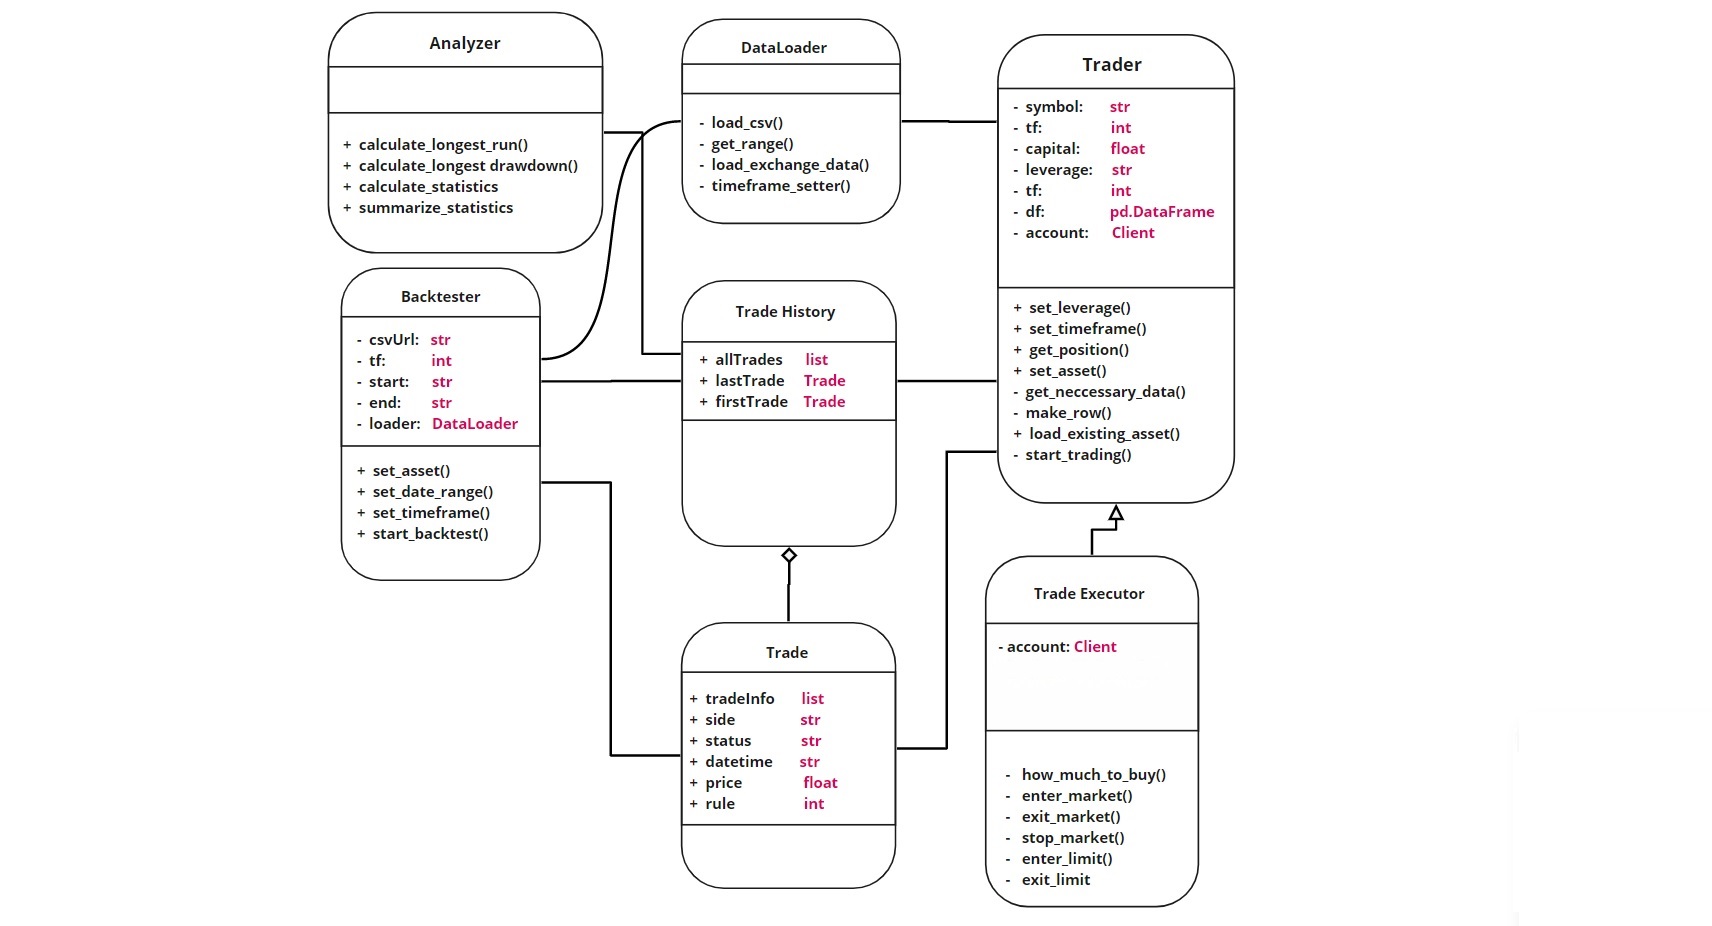 Analyzer
+ calculate_longest_run()
+ calculate_longest drawdown()
+ calculate_statistics
+ summarize_statistics
DataLoader
- load_csv()
- get_range()
- load_exchange_data()
- timeframe_setter()
Trader
- symbol: str
- tf: int
- capital: float
- leverage: str
- tf: int
- df: pd.DataFrame
- account: Client
+ set_leverage()
+ set_timeframe()
+ get_position()
+ set_asset()
- get_neccessary_data()
- make_row()
+ load_existing_asset()
- start_trading()
Backtester
- csvUrl: str
- tf: int
- start: str
- end: str
- loader: DataLoader
+ set_asset()
+ set_date_range()
+ set_timeframe()
+ start_backtest()
Trade History
+ allTrades list
+ lastTrade Trade
+ firstTrade Trade
Trade
+ tradeInfo list
+ side str
+ status str
+ datetime str
+ price float
+ rule int
Trade Executor
- account: Client
- how_much_to_buy()
- enter_market()
- exit_market()
- stop_market()
- enter_limit()
- exit_limit